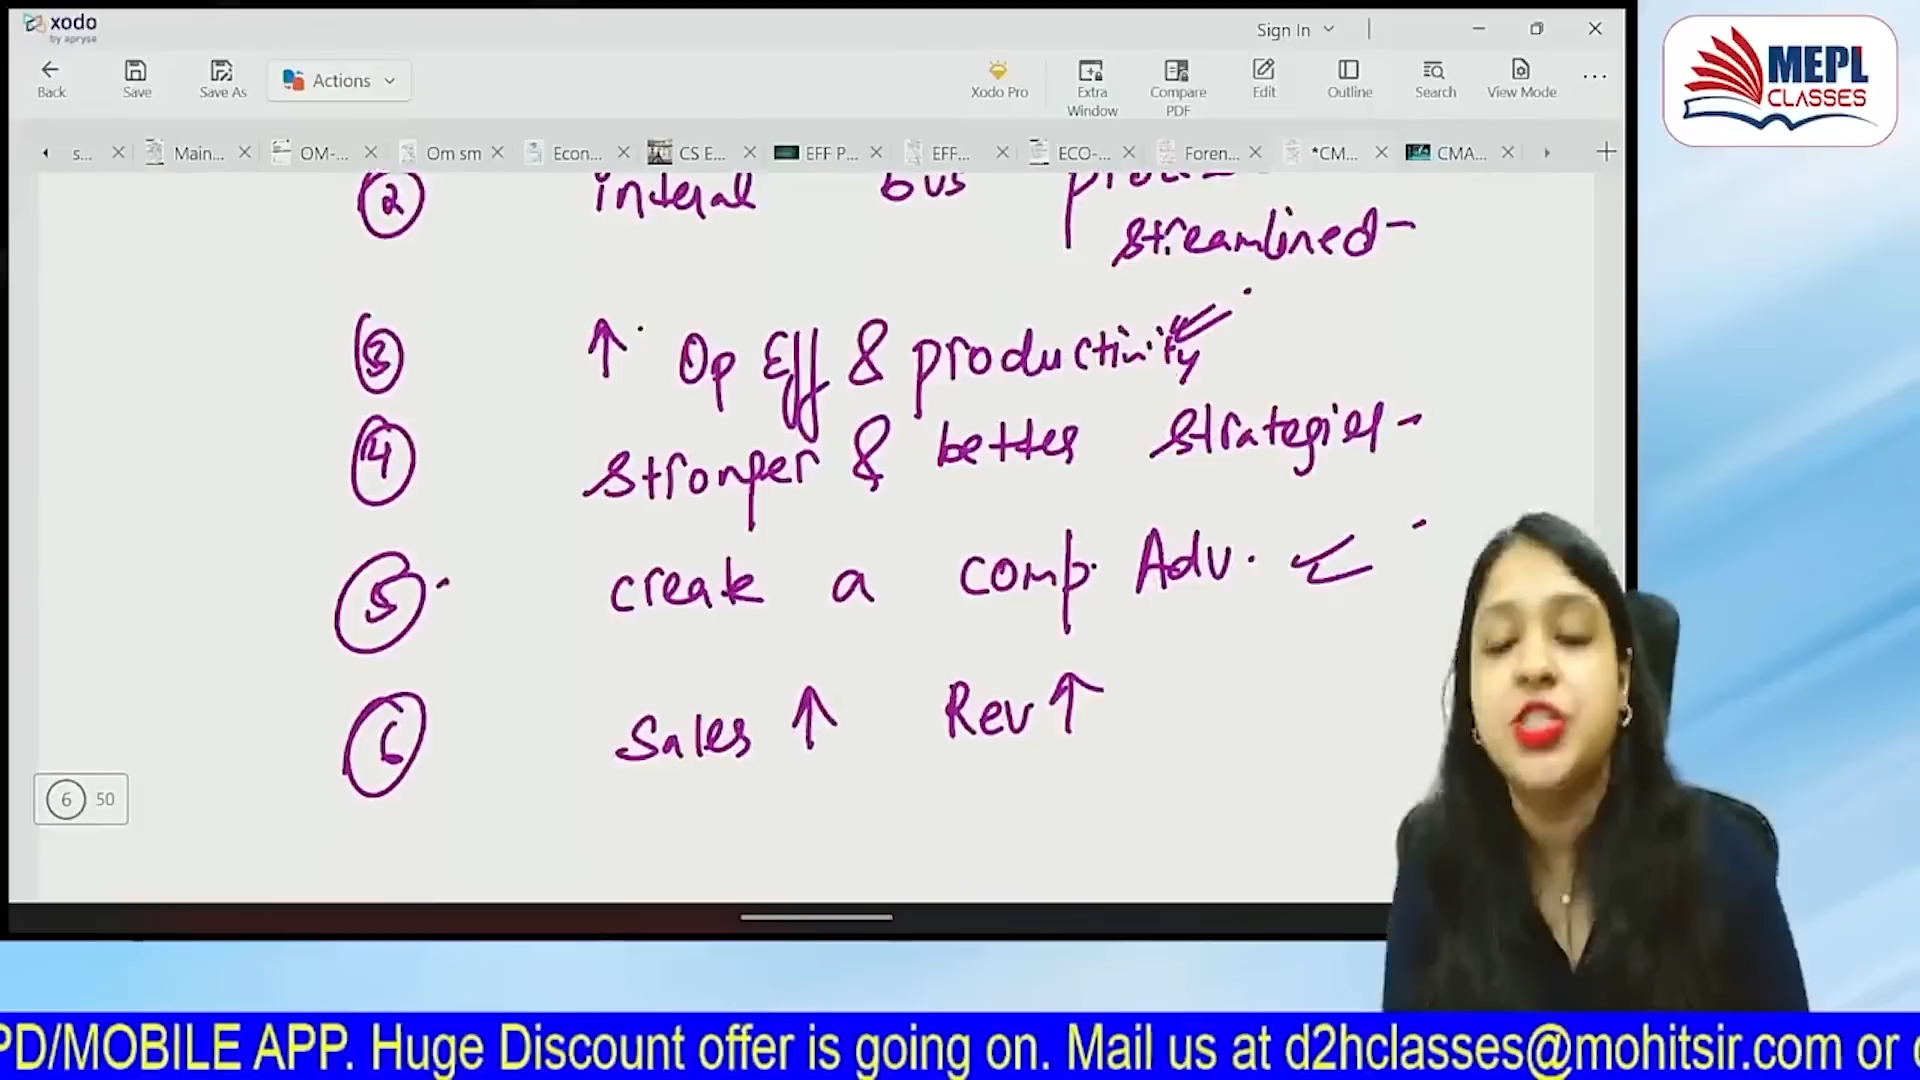 xodo
by apryse
Sign In
Back
Save
Save As
Actions
Xodo Pro
Extra Window
Compare PDF
Edit
Outline
Search
View Mode
MEPL
CLASSES
s...
Main...
OM-...
Om sm
Econ...
CS E...
EFF P...
EFF...
ECO-...
Foren...
*CM...
CMA...
2 interal bus
streamlined-
3 ↑ Op Eff & productivity
4 stronger & better strategies-
5 create a comp. Adv.
6 Sales ↑ Rev ↑
6 50
PD/MOBILE APP. Huge Discount offer is going on. Mail us at d2hclasses@mohitsir.com or